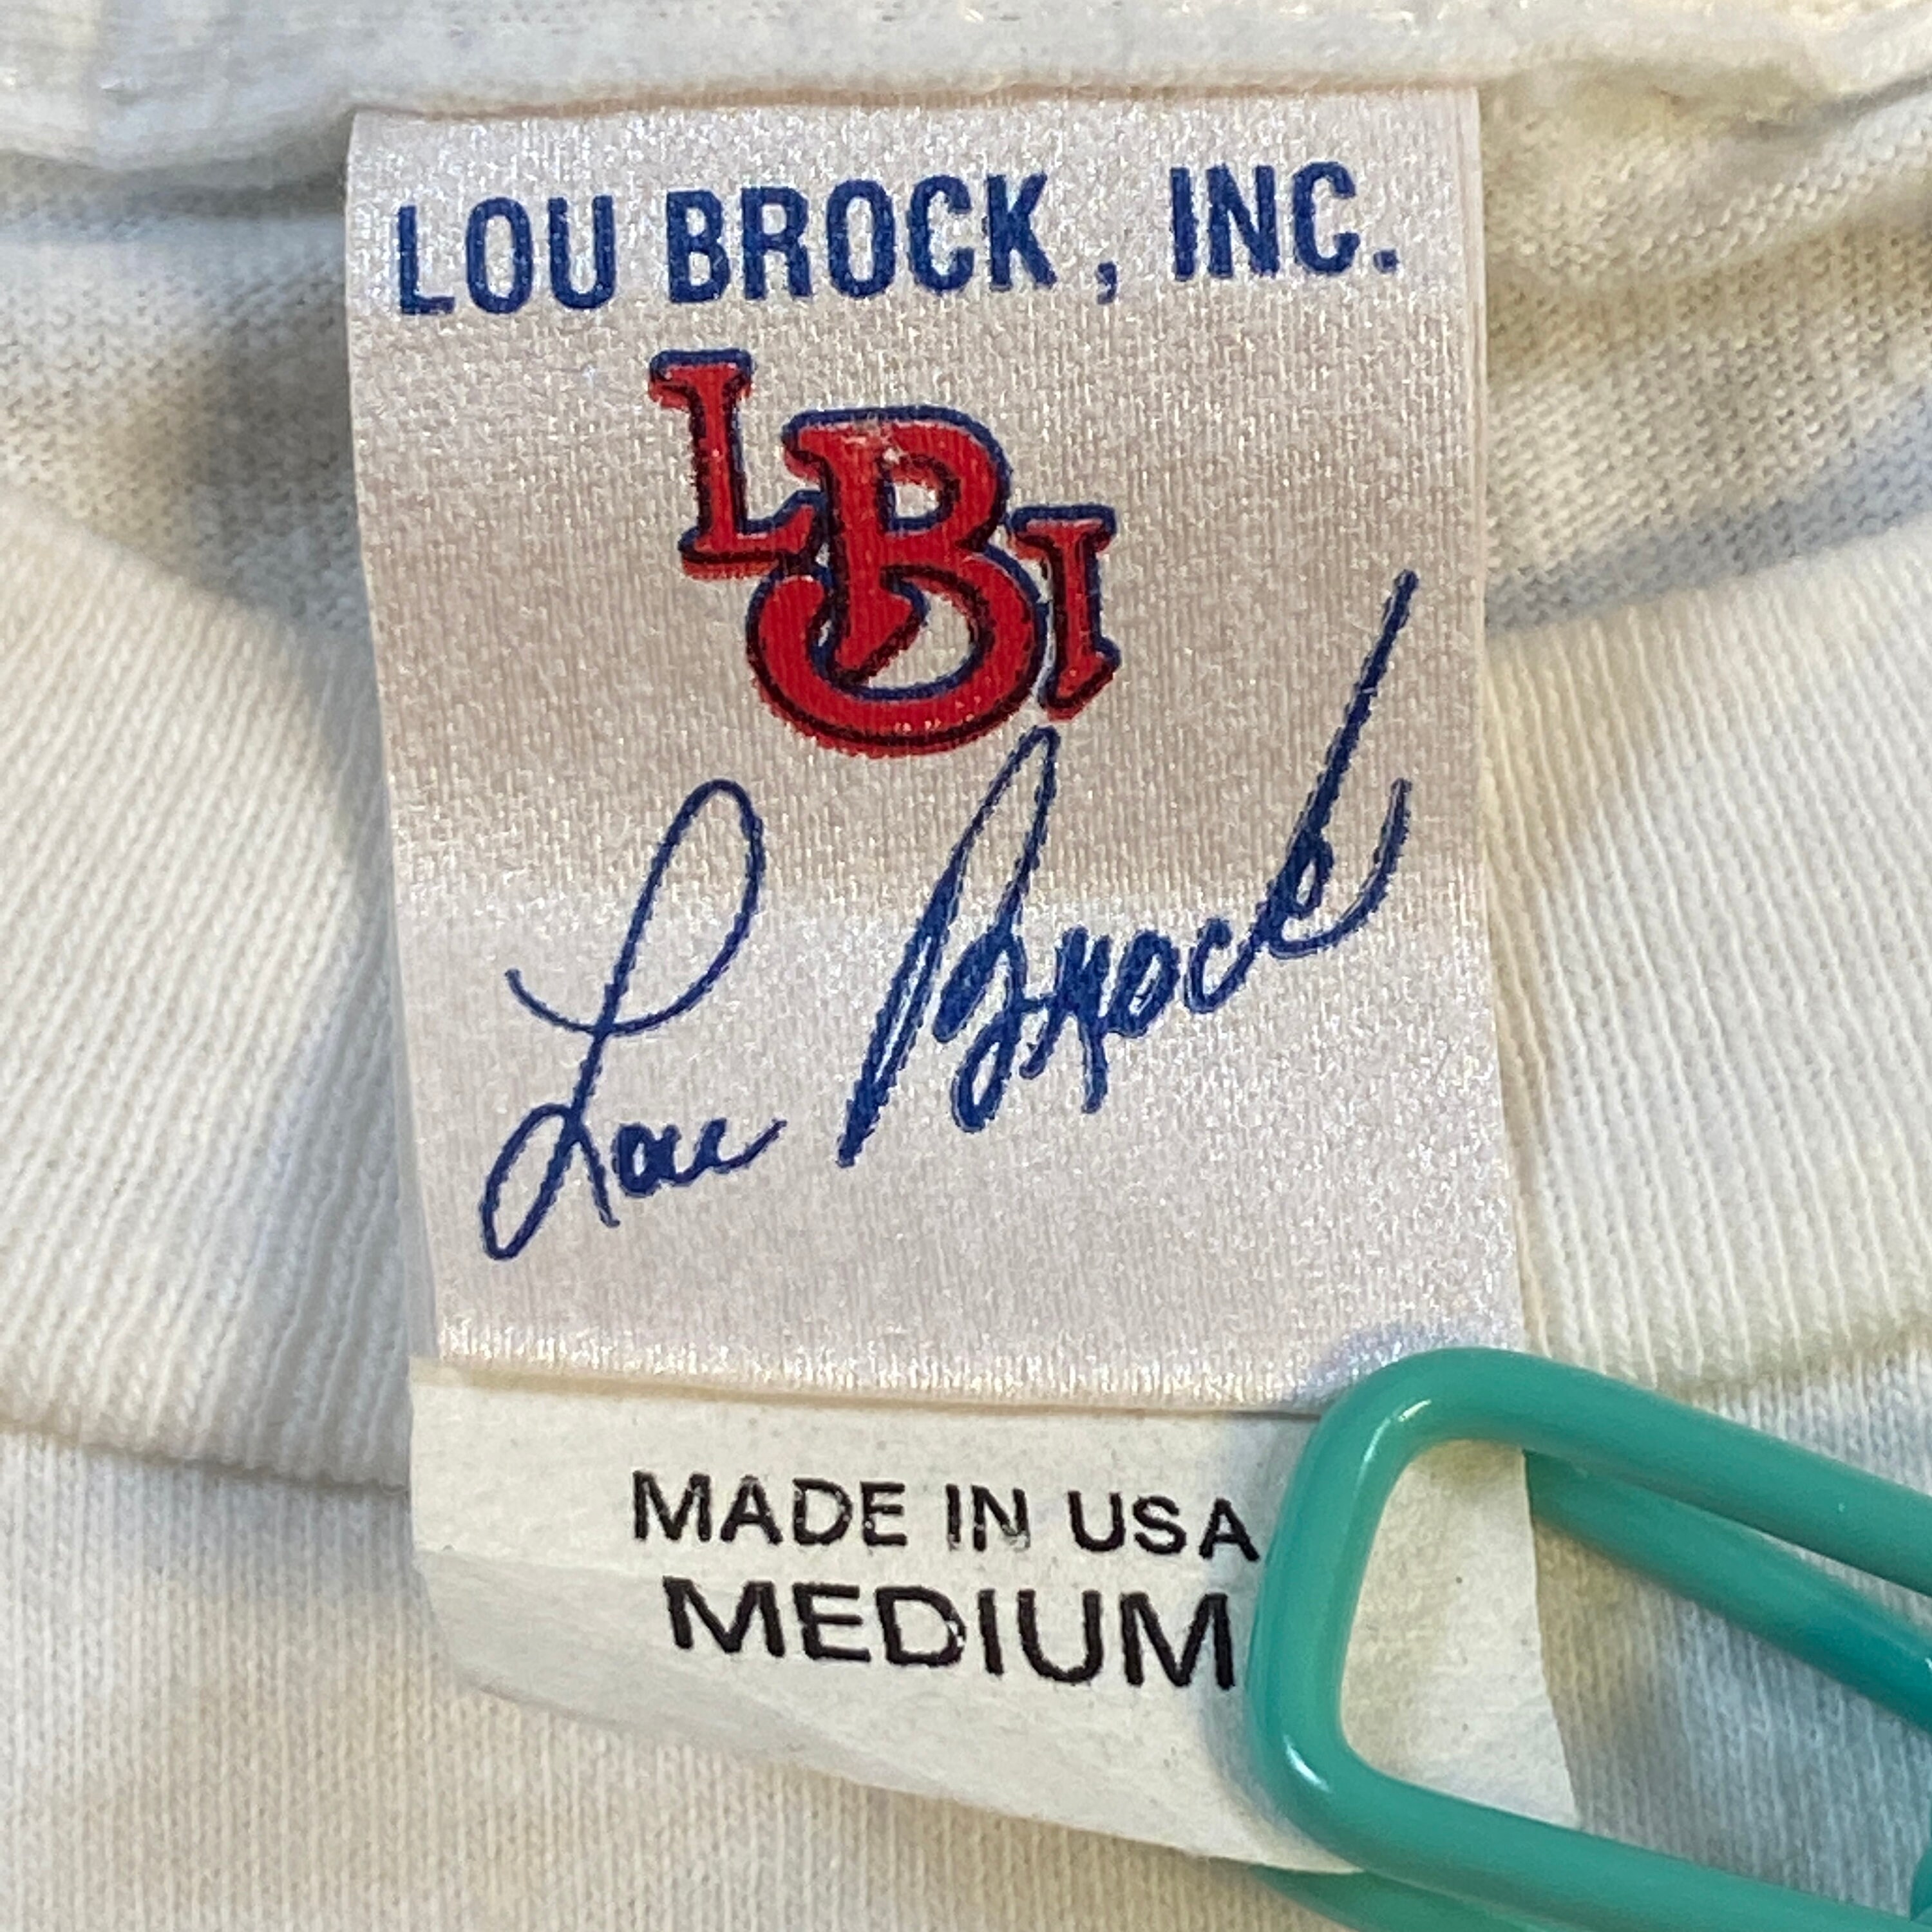 LOU BROCK, INC.
LBI
Lou Brock
MADE IN USA
MEDIUM